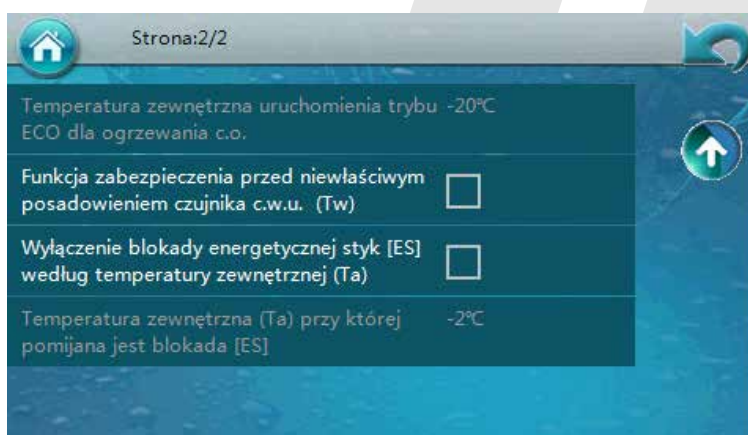 Strona:2/2
Temperatura zewnętrzna uruchomienia trybu -20℃
ECO dla ogrzewania c.o.
Funkcja zabezpieczenia przed niewłaściwym
posadowieniem czujnika c.w.u. (Tw)
Wyłączenie blokady energetycznej styk [ES]
według temperatury zewnętrznej (Ta)
Temperatura zewnętrzna (Ta) przy której -2℃
pomijana jest blokada [ES]